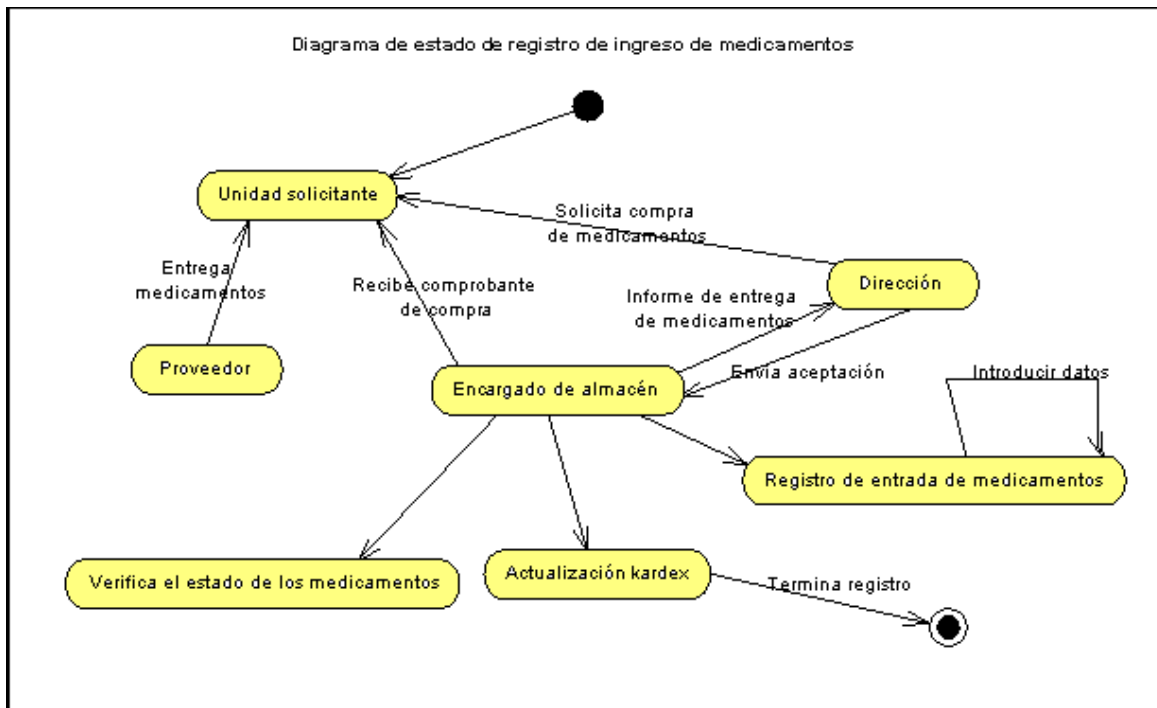 Diagrama de estado de registro de ingreso de medicamentos
Unidad solicitante
Solicita compra
de medicamentos
Entrega
medicamentos
Recibe comprobante
de compra
Informe de entrega
de medicamentos
Dirección
Proveedor
Encargado de almacén
Envia aceptación
Introducir datos
Registro de entrada de medicamentos
Verifica el estado de los medicamentos
Actualización kardex
Termina registro